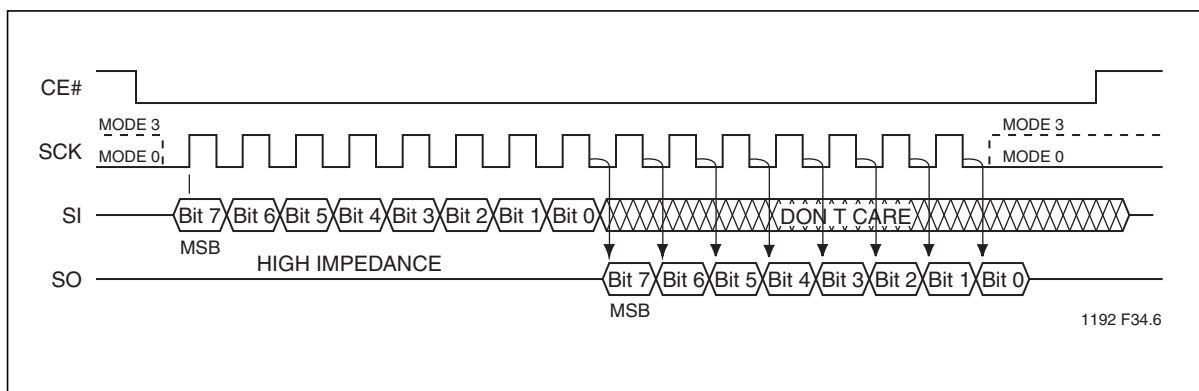 CE#
MODE 3 MODE 3
SCK MODE 0 MODE 0
SI Bit 7 Bit 6 Bit 5 Bit 4 Bit 3 Bit 2 Bit 1 Bit 0 DON T CARE
MSB
HIGH IMPEDANCE
SO Bit 7 Bit 6 Bit 5 Bit 4 Bit 3 Bit 2 Bit 1 Bit 0
MSB
1192 F34.6